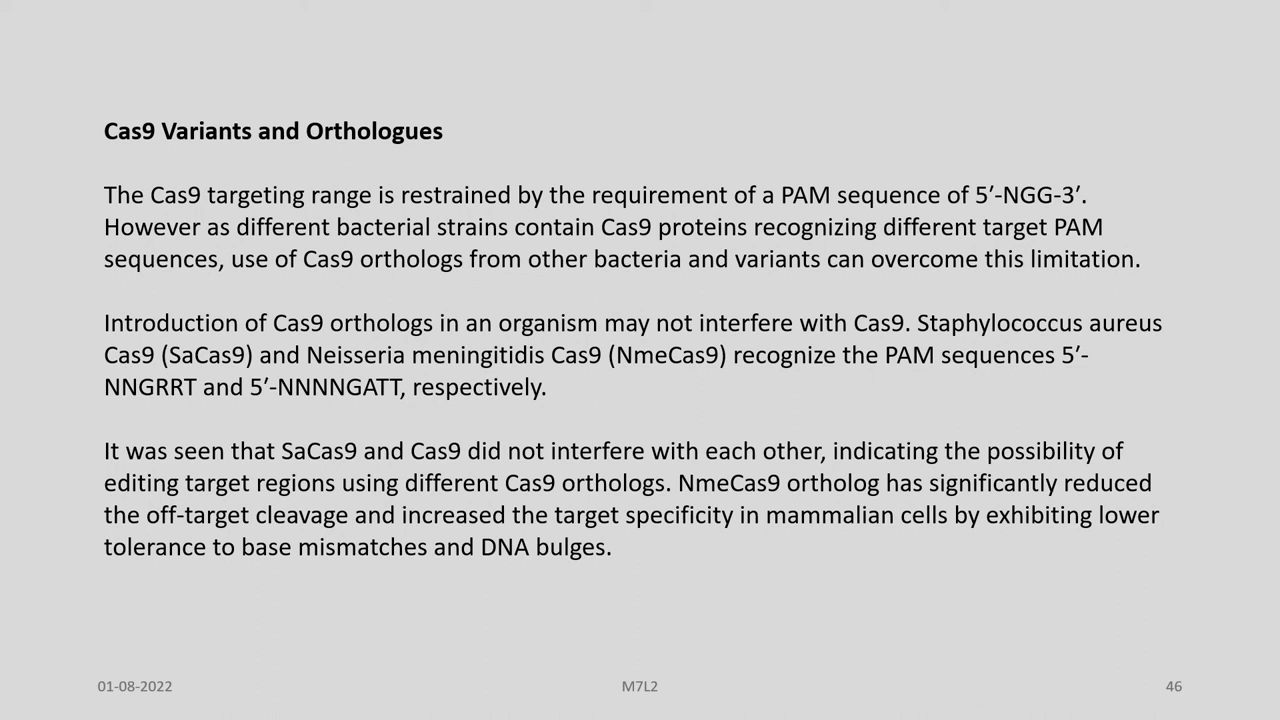 Cas9 Variants and Orthologues
The Cas9 targeting range is restrained by the requirement of a PAM sequence of 5′-NGG-3′.
However as different bacterial strains contain Cas9 proteins recognizing different target PAM
sequences, use of Cas9 orthologs from other bacteria and variants can overcome this limitation.
Introduction of Cas9 orthologs in an organism may not interfere with Cas9. Staphylococcus aureus
Cas9 (SaCas9) and Neisseria meningitidis Cas9 (NmeCas9) recognize the PAM sequences 5′-
NNGRRT and 5′-NNNNGATT, respectively.
It was seen that SaCas9 and Cas9 did not interfere with each other, indicating the possibility of
editing target regions using different Cas9 orthologs. NmeCas9 ortholog has significantly reduced
the off-target cleavage and increased the target specificity in mammalian cells by exhibiting lower
tolerance to base mismatches and DNA bulges.
01-08-2022
M7L2
46